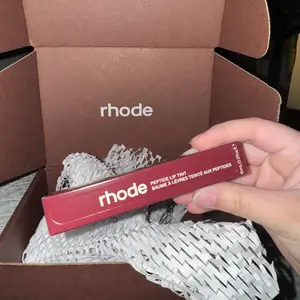 rhode
rhode
PEPTIDE LIP TINT
BAUME À LÈVRES TEINTÉ AUX PEPTIDES